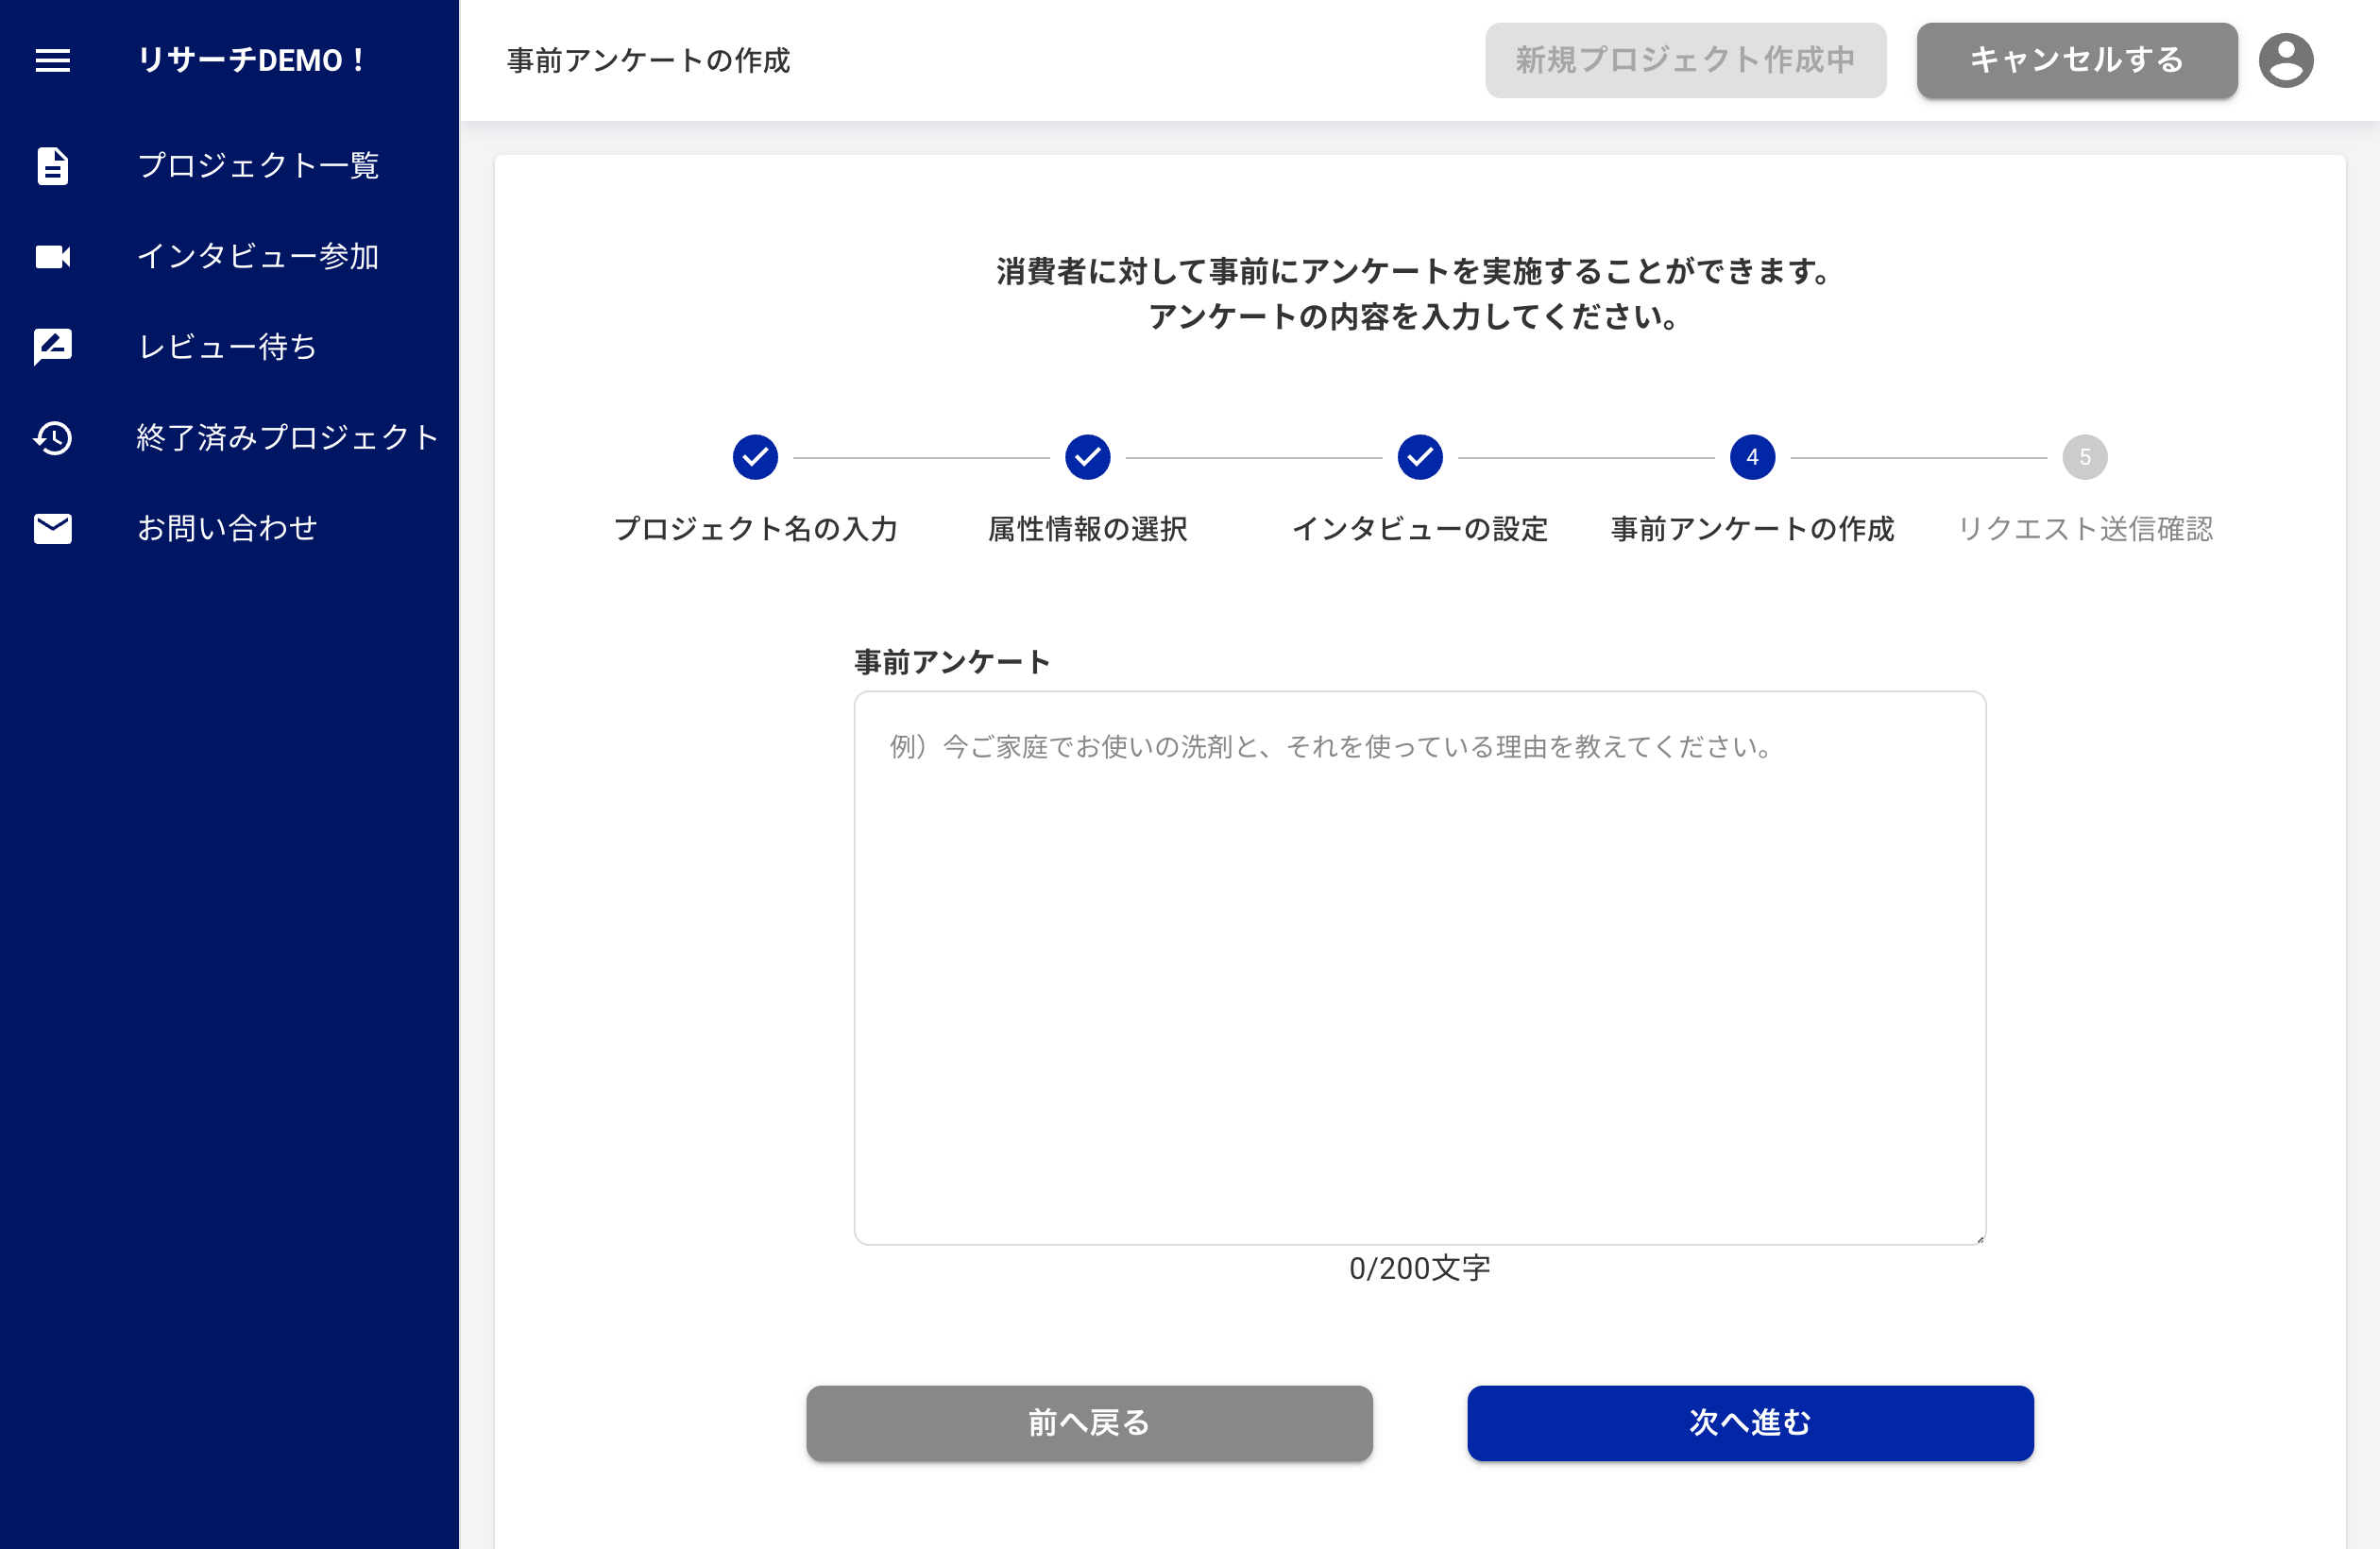 リサーチDEMO！
プロジェクト一覧
インタビュー参加
レビュー待ち
終了済みプロジェクト
お問い合わせ
事前アンケートの作成
新規プロジェクト作成中
キャンセルする
消費者に対して事前にアンケートを実施することができます。
アンケートの内容を入力してください。
4
5
プロジェクト名の入力
属性情報の選択
インタビューの設定
事前アンケートの作成
リクエスト送信確認
事前アンケート
例）今ご家庭でお使いの洗剤と、それを使っている理由を教えてください。
0/200文字
前へ戻る
次へ進む